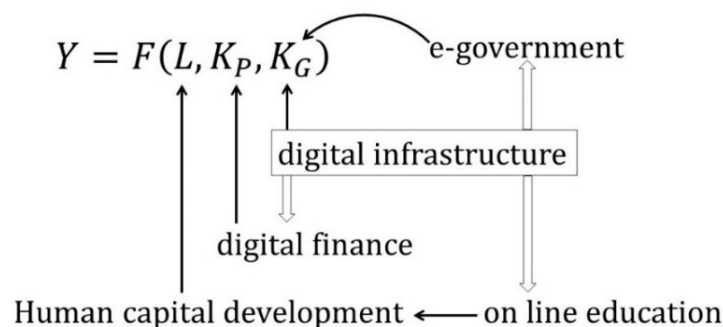 Y = F(L, K_P, K_G) e-government
digital infrastructure
digital finance
Human capital development on line education